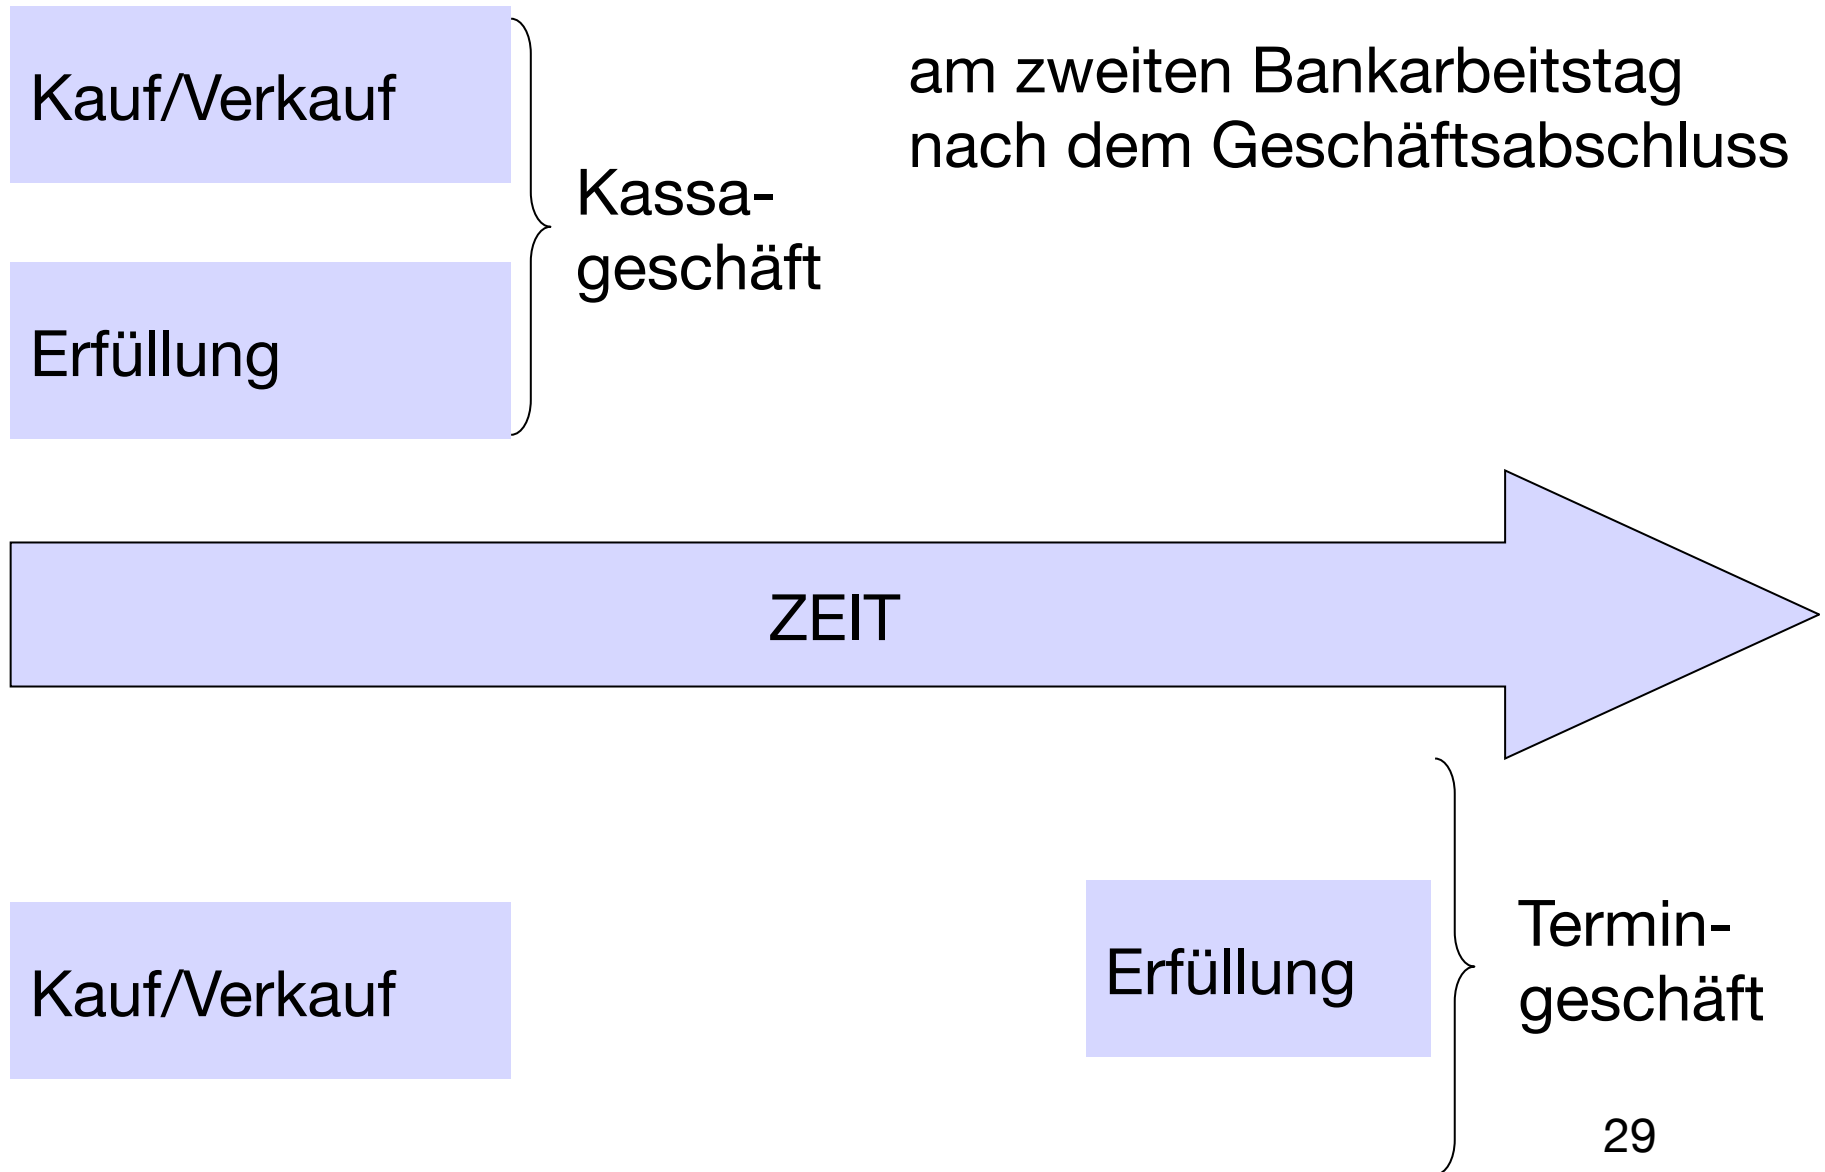 Kauf/Verkauf
am zweiten Bankarbeitstag
nach dem Geschäftsabschluss
Kassa-
geschäft
Erfüllung
ZEIT
Kauf/Verkauf
Erfüllung
Termin-
geschäft
29